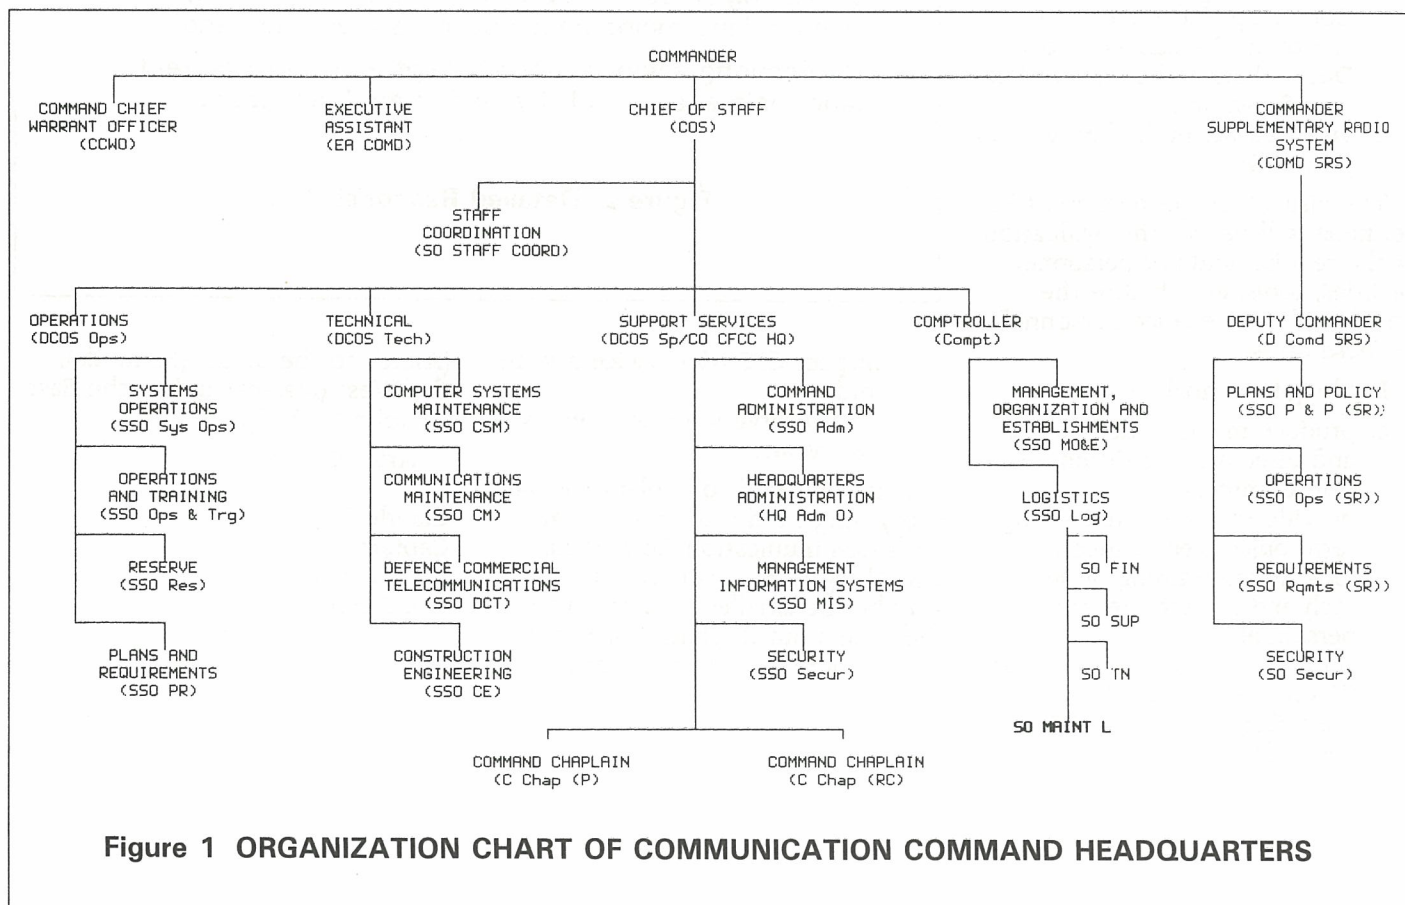 COMMANDER
COMMAND CHIEF
WARRANT OFFICER
(CCWO)
EXECUTIVE
ASSISTANT
(EA COMD)
CHIEF OF STAFF
(COS)
COMMANDER
SUPPLEMENTARY RADIO
SYSTEM
(COMD SRS)
STAFF
COORDINATION
(SO STAFF COORD)
OPERATIONS
(DCOS Ops)
TECHNICAL
(DCOS Tech)
SUPPORT SERVICES
(DCOS Sp/CO CFCC HQ)
COMPTROLLER
(Compt)
DEPUTY COMMANDER
(D Comd SRS)
SYSTEMS
OPERATIONS
(SSO Sys Ops)
OPERATIONS
AND TRAINING
(SSO Ops & Trg)
RESERVE
(SSO Res)
PLANS AND
REQUIREMENTS
(SSO PR)
COMPUTER SYSTEMS
MAINTENANCE
(SSO CSM)
COMMUNICATIONS
MAINTENANCE
(SSO CM)
DEFENCE COMMERCIAL
TELECOMMUNICATIONS
(SSO DCT)
CONSTRUCTION
ENGINEERING
(SSO CE)
COMMAND
ADMINISTRATION
(SSO Adm)
HEADQUARTERS
ADMINISTRATION
(HQ Adm O)
MANAGEMENT
INFORMATION SYSTEMS
(SSO MIS)
SECURITY
(SSO Secur)
COMMAND CHAPLAIN
(C Chap (P)
COMMAND CHAPLAIN
(C Chap (RC)
MANAGEMENT,
ORGANIZATION AND
ESTABLISHMENTS
(SSO MO&E)
LOGISTICS
(SSO Log)
SO FIN
SO SUP
SO TN
SO MAINT L
PLANS AND POLICY
(SSO P & P (SR))
OPERATIONS
(SSO Ops (SR))
REQUIREMENTS
(SSO Rqmts (SR))
SECURITY
(SO Secur)
Figure 1 ORGANIZATION CHART OF COMMUNICATION COMMAND HEADQUARTERS